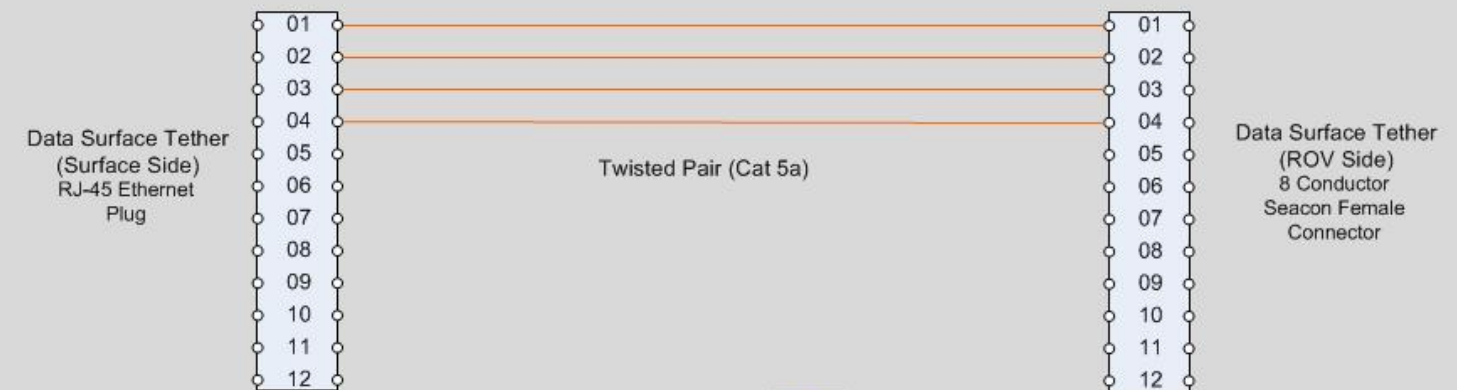 Data Surface Tether
(Surface Side)
RJ-45 Ethernet
Plug
01
02
03
04
05
06
07
08
09
10
11
12
Twisted Pair (Cat 5a)
01
02
03
04
05
06
07
08
09
10
11
12
Data Surface Tether
(ROV Side)
8 Conductor
Seacon Female
Connector